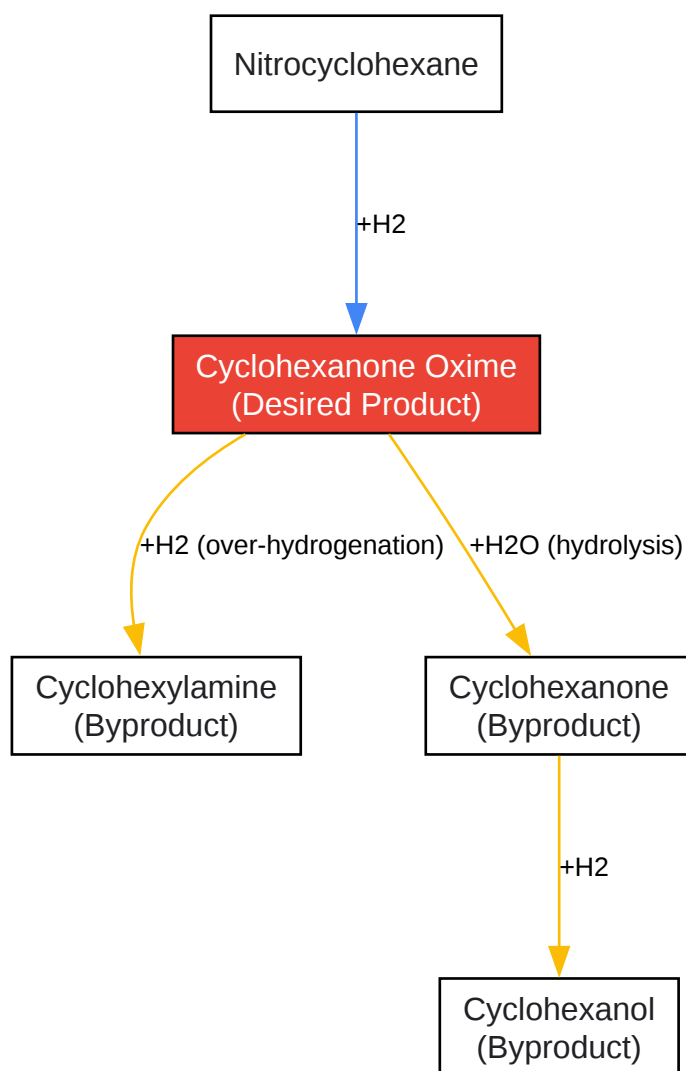 Nitrocyclohexane
+H2
Cyclohexanone Oxime
(Desired Product)
+H2 (over-hydrogenation)
+H2O (hydrolysis)
Cyclohexylamine
(Byproduct)
Cyclohexanone
(Byproduct)
+H2
Cyclohexanol
(Byproduct)